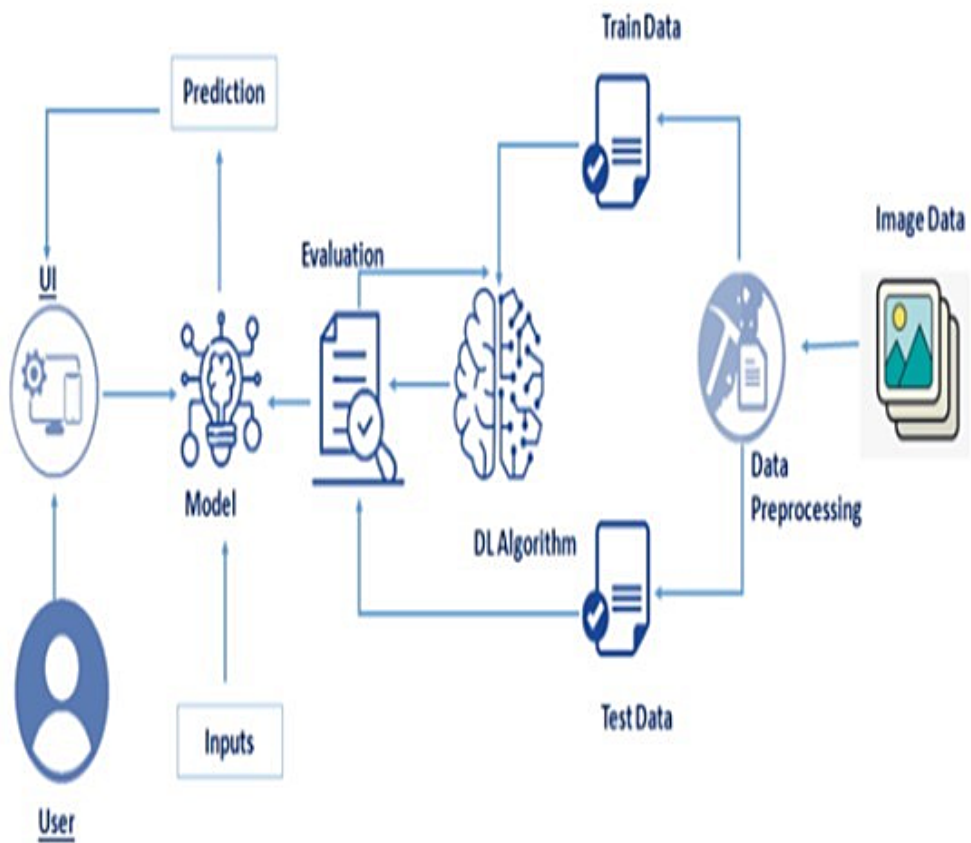 Train Data
Prediction
Image Data
Evaluation
UI
Data
Preprocessing
Model
DL Algorithm
Test Data
Inputs
User